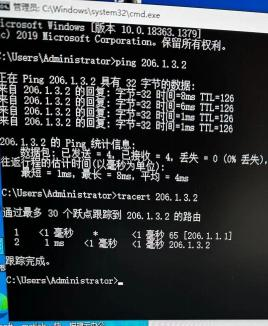 管理员: C:\Windows\system32\cmd.exe
icrosoft Windows [版本 10.0.18363.1379]
c) 2019 Microsoft Corporation. 保留所有权利。
C:\Users\Administrator>ping 206.1.3.2
正在 Ping 206.1.3.2 具有 32 字节的数据:
来自 206.1.3.2 的回复: 字节=32 时间=8ms TTL=126
来自 206.1.3.2 的回复: 字节=32 时间=1ms TTL=126
来自 206.1.3.2 的回复: 字节=32 时间=6ms TTL=126
来自 206.1.3.2 的回复: 字节=32 时间=1ms TTL=126
206.1.3.2 的 Ping 统计信息:
数据包: 已发送 = 4, 已接收 = 4, 丢失 = 0 (0% 丢失),
往返行程的估计时间(以毫秒为单位):
最短 = 1ms, 最长 = 8ms, 平均 = 4ms
C:\Users\Administrator>tracert 206.1.3.2
通过最多 30 个跃点跟踪到 206.1.3.2 的路由
1 <1 毫秒 * <1 毫秒 65 [206.1.1.1]
2 1 ms <1 毫秒 <1 毫秒 206.1.3.2
跟踪完成。
C:\Users\Administrator>